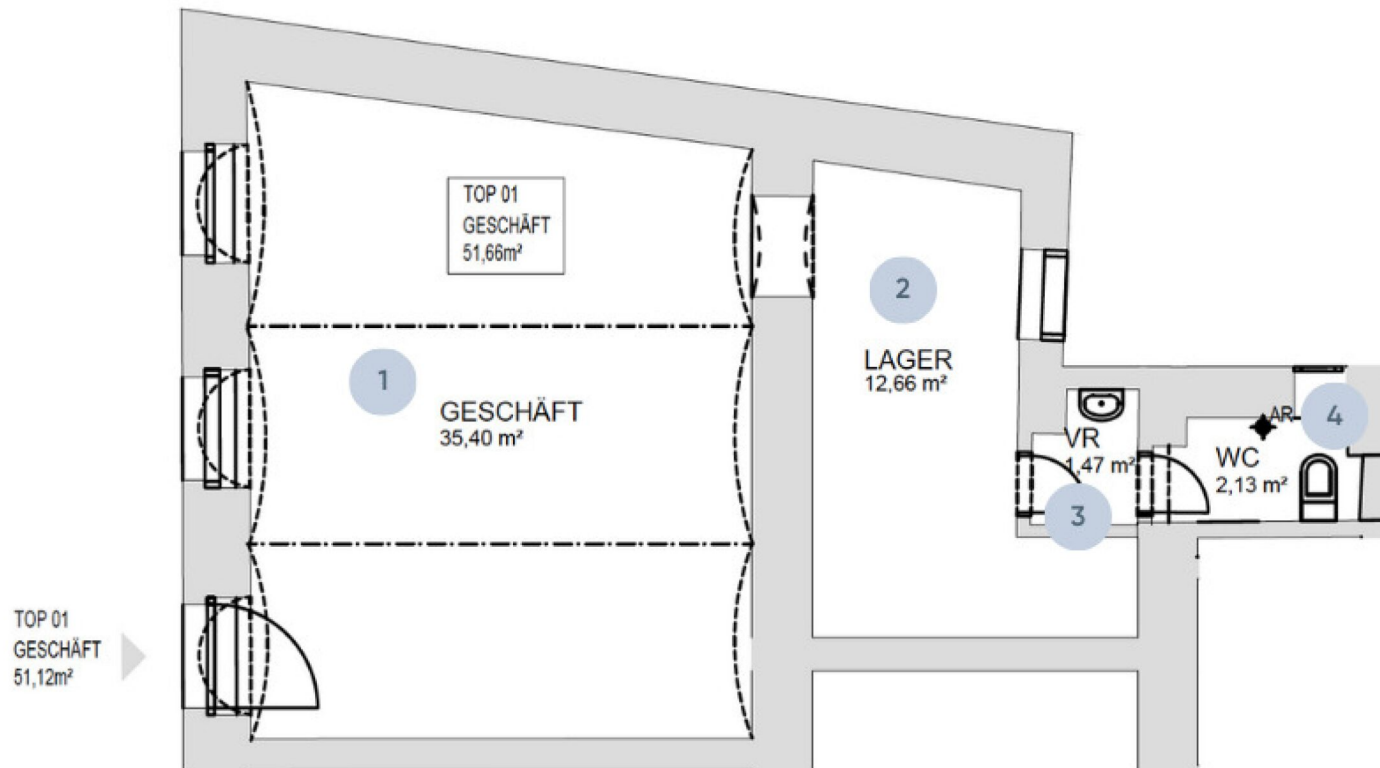 TOP 01
GESCHÄFT
51,66m²
2
LAGER
12,66 m²
1
GESCHÄFT
35,40 m²
AR
4
VR
1,47 m²
WC
2,13 m²
3
TOP 01
GESCHÄFT
51,12m²